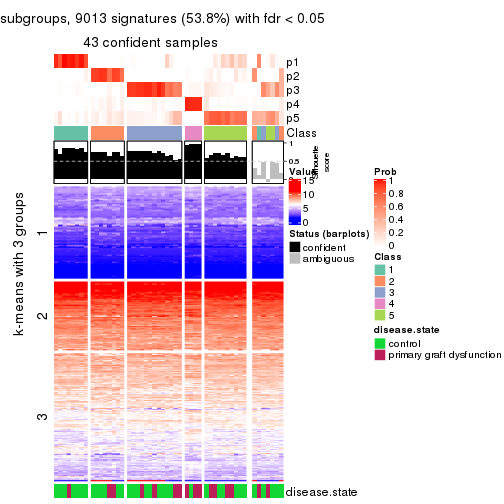 subgroups, 9013 signatures (53.8%) with fdr < 0.05
43 confident samples
p1
p2
p3
p4
p5
Class
1
0.5
0
silhouette
score
k-means with 3 groups
1
2
3
Value
15
10
5
0
Status (barplots)
confident
ambiguous
Prob
1
0.8
0.6
0.4
0.2
0
Class
1
2
3
4
5
disease.state
control
primary graft dysfunction
disease.state